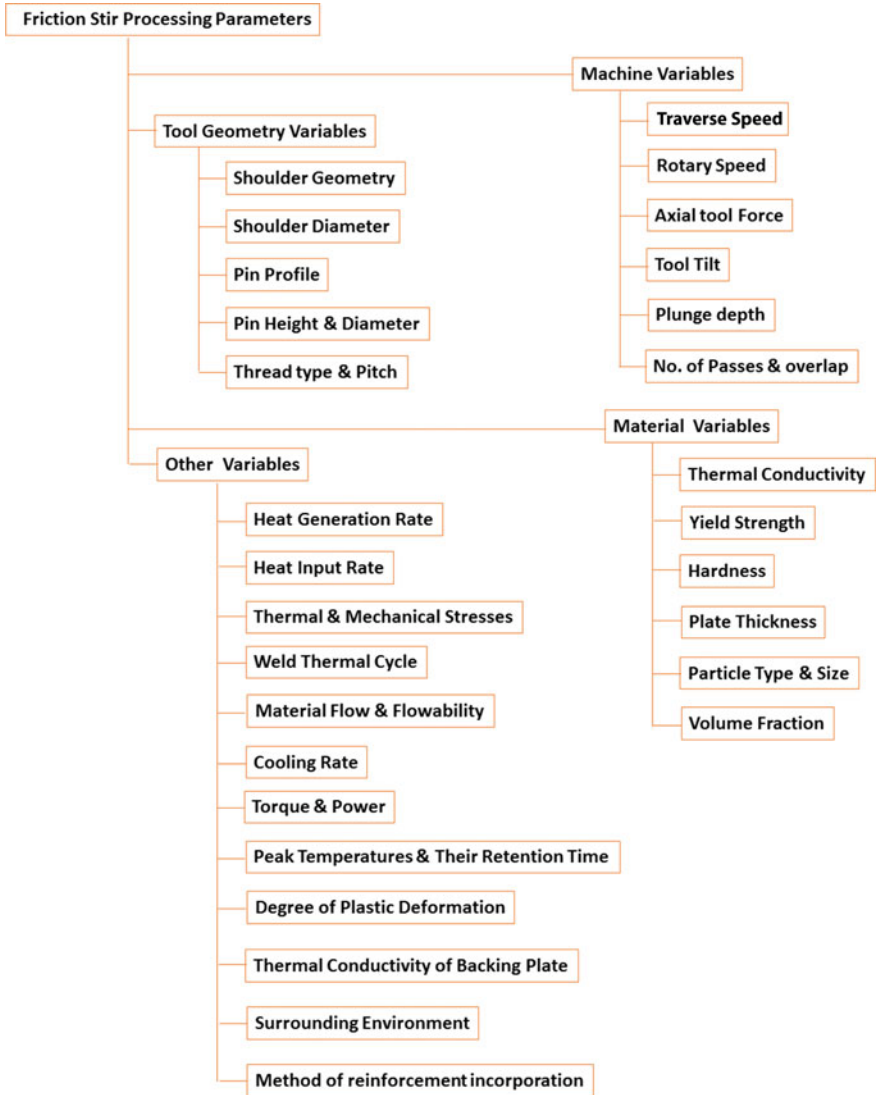 Friction Stir Processing Parameters
Machine Variables
Traverse Speed
Rotary Speed
Axial tool Force
Tool Tilt
Plunge depth
No. of Passes & overlap
Tool Geometry Variables
Shoulder Geometry
Shoulder Diameter
Pin Profile
Pin Height & Diameter
Thread type & Pitch
Material Variables
Thermal Conductivity
Yield Strength
Hardness
Plate Thickness
Particle Type & Size
Volume Fraction
Other Variables
Heat Generation Rate
Heat Input Rate
Thermal & Mechanical Stresses
Weld Thermal Cycle
Material Flow & Flowability
Cooling Rate
Torque & Power
Peak Temperatures & Their Retention Time
Degree of Plastic Deformation
Thermal Conductivity of Backing Plate
Surrounding Environment
Method of reinforcement incorporation